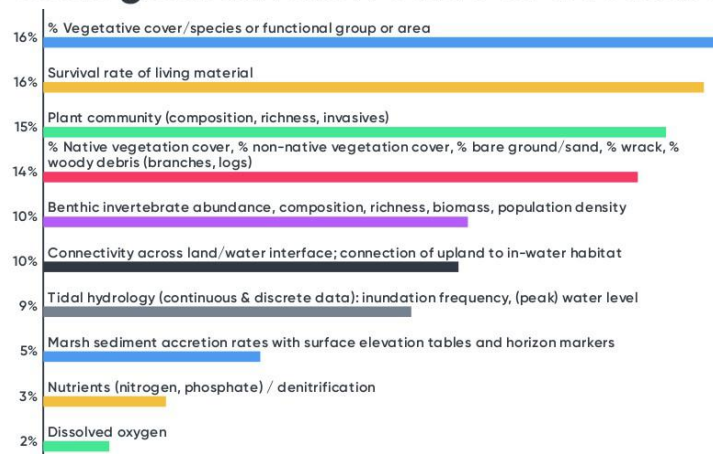 % Vegetative cover/species or functional group or area
16%
Survival rate of living material
16%
Plant community (composition, richness, invasives)
15%
% Native vegetation cover, % non-native vegetation cover, % bare ground/sand, % wrack, %
woody debris (branches, logs)
14%
Benthic invertebrate abundance, composition, richness, biomass, population density
10%
Connectivity across land/water interface; connection of upland to in-water habitat
10%
Tidal hydrology (continuous & discrete data): inundation frequency, (peak) water level
9%
Marsh sediment accretion rates with surface elevation tables and horizon markers
5%
Nutrients (nitrogen, phosphate) / denitrification
3%
Dissolved oxygen
2%